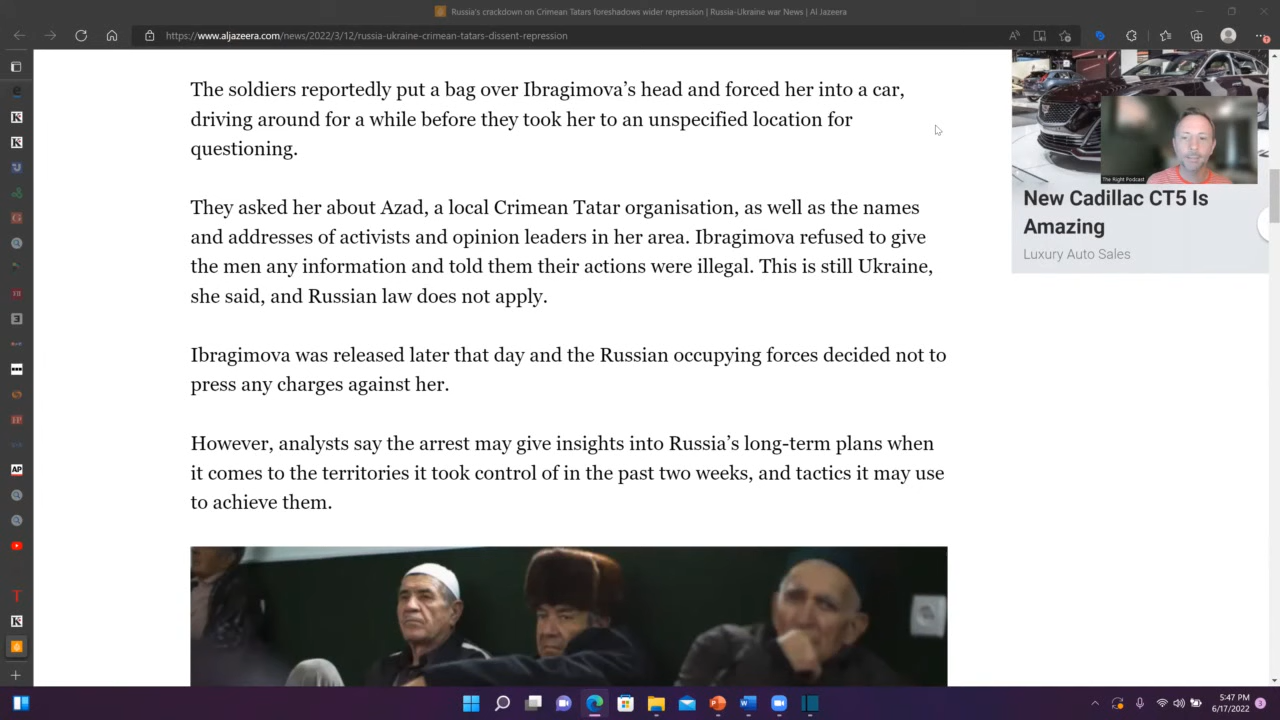 Russia's crackdown on Crimean Tatars foreshadows wider repression | Russia-Ukraine war News | Al Jazeera
https://www.aljazeera.com/news/2022/3/12/russia-ukraine-crimean-tatars-dissent-repression
The soldiers reportedly put a bag over Ibragimova’s head and forced her into a car,
driving around for a while before they took her to an unspecified location for
questioning.
They asked her about Azad, a local Crimean Tatar organisation, as well as the names
and addresses of activists and opinion leaders in her area. Ibragimova refused to give
the men any information and told them their actions were illegal. This is still Ukraine,
she said, and Russian law does not apply.
Ibragimova was released later that day and the Russian occupying forces decided not to
press any charges against her.
However, analysts say the arrest may give insights into Russia’s long-term plans when
it comes to the territories it took control of in the past two weeks, and tactics it may use
to achieve them.
The Right Podcast
New Cadillac CT5 Is
Amazing
Luxury Auto Sales
AP
5:47 PM
6/17/2022